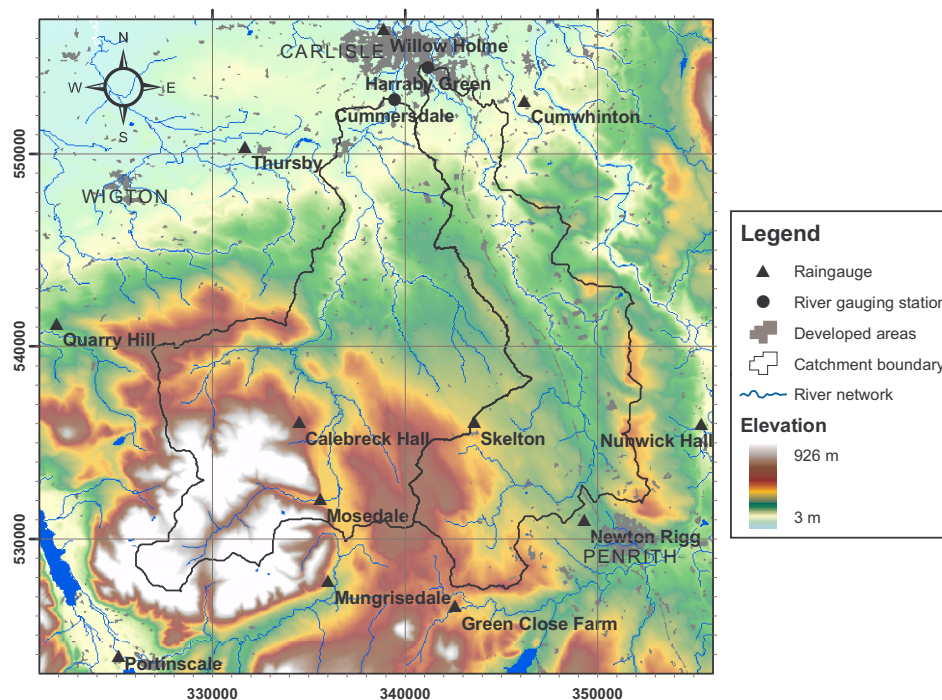 N
W
E
S
CARLISLE
Willow Holme
Harraby Green
Cummersdale
Cumwhinton
Thursby
WIGTON
Quarry Hill
Calebreck Hall
Skelton
Nunwick Hall
Mosedale
Newton Rigg
PENRITH
Mungrisedale
Green Close Farm
Portinscale
550000
540000
530000
330000
340000
350000
Legend
Raingauge
River gauging station
Developed areas
Catchment boundary
River network
Elevation
926 m
3 m